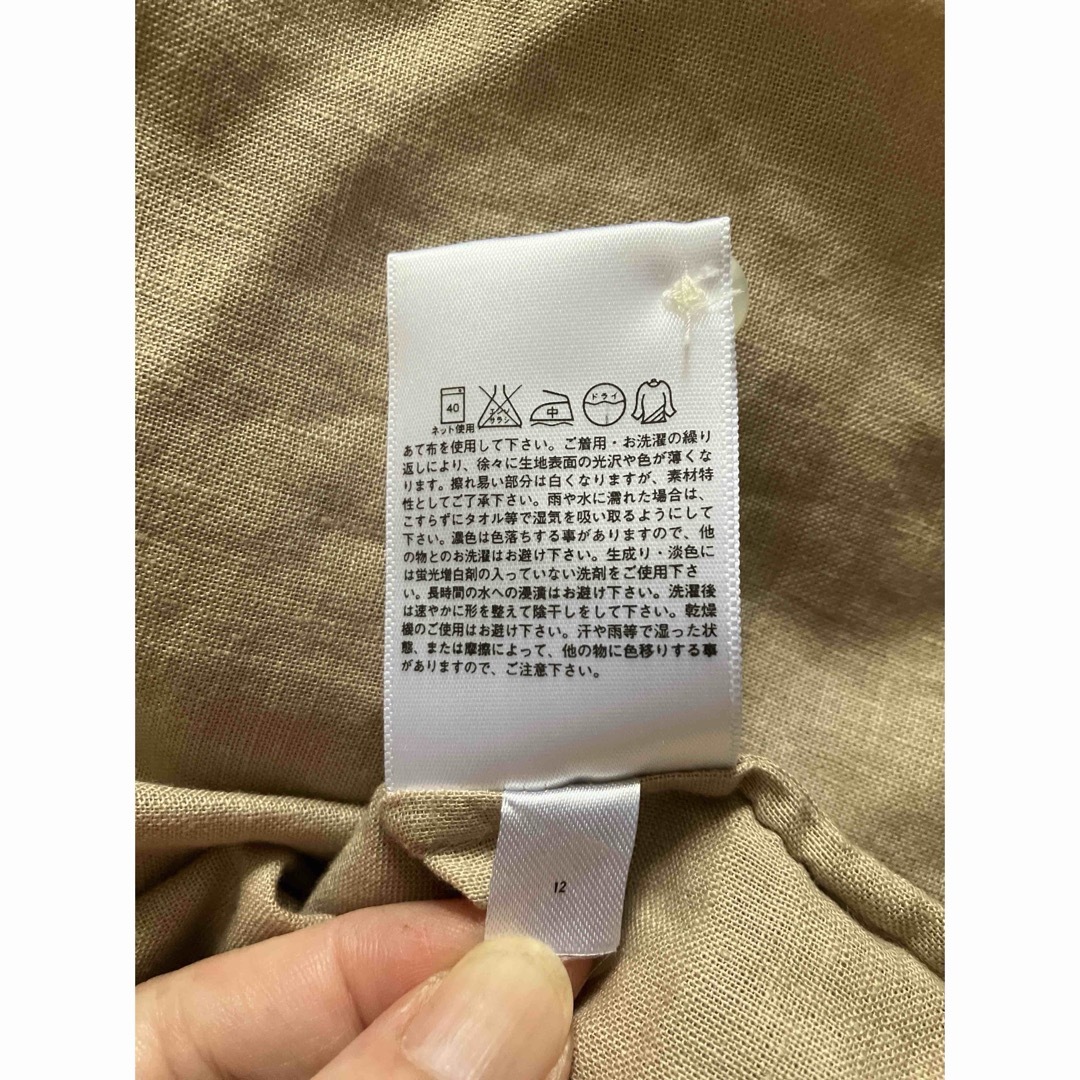 40
エンソ
サラシ
中
ドライ
ネット使用
あて布を使用して下さい。ご着用・お洗濯の繰り
返しにより、徐々に生地表面の光沢や色が薄くな
ります。擦れ易い部分は白くなりますが、素材特
性としてご了承下さい。雨や水に濡れた場合は、
こすらずにタオル等で湿気を吸い取るようにして
下さい。濃色は色落ちする事がありますので、他
の物とのお洗濯はお避け下さい。生成り・淡色に
は蛍光増白剤の入っていない洗剤をご使用下さ
い。長時間の水への浸漬はお避け下さい。洗濯後
は速やかに形を整えて陰干しをして下さい。乾燥
機のご使用はお避け下さい。汗や雨等で湿った状
態、または摩擦によって、他の物に色移りする事
がありますので、ご注意下さい。
12